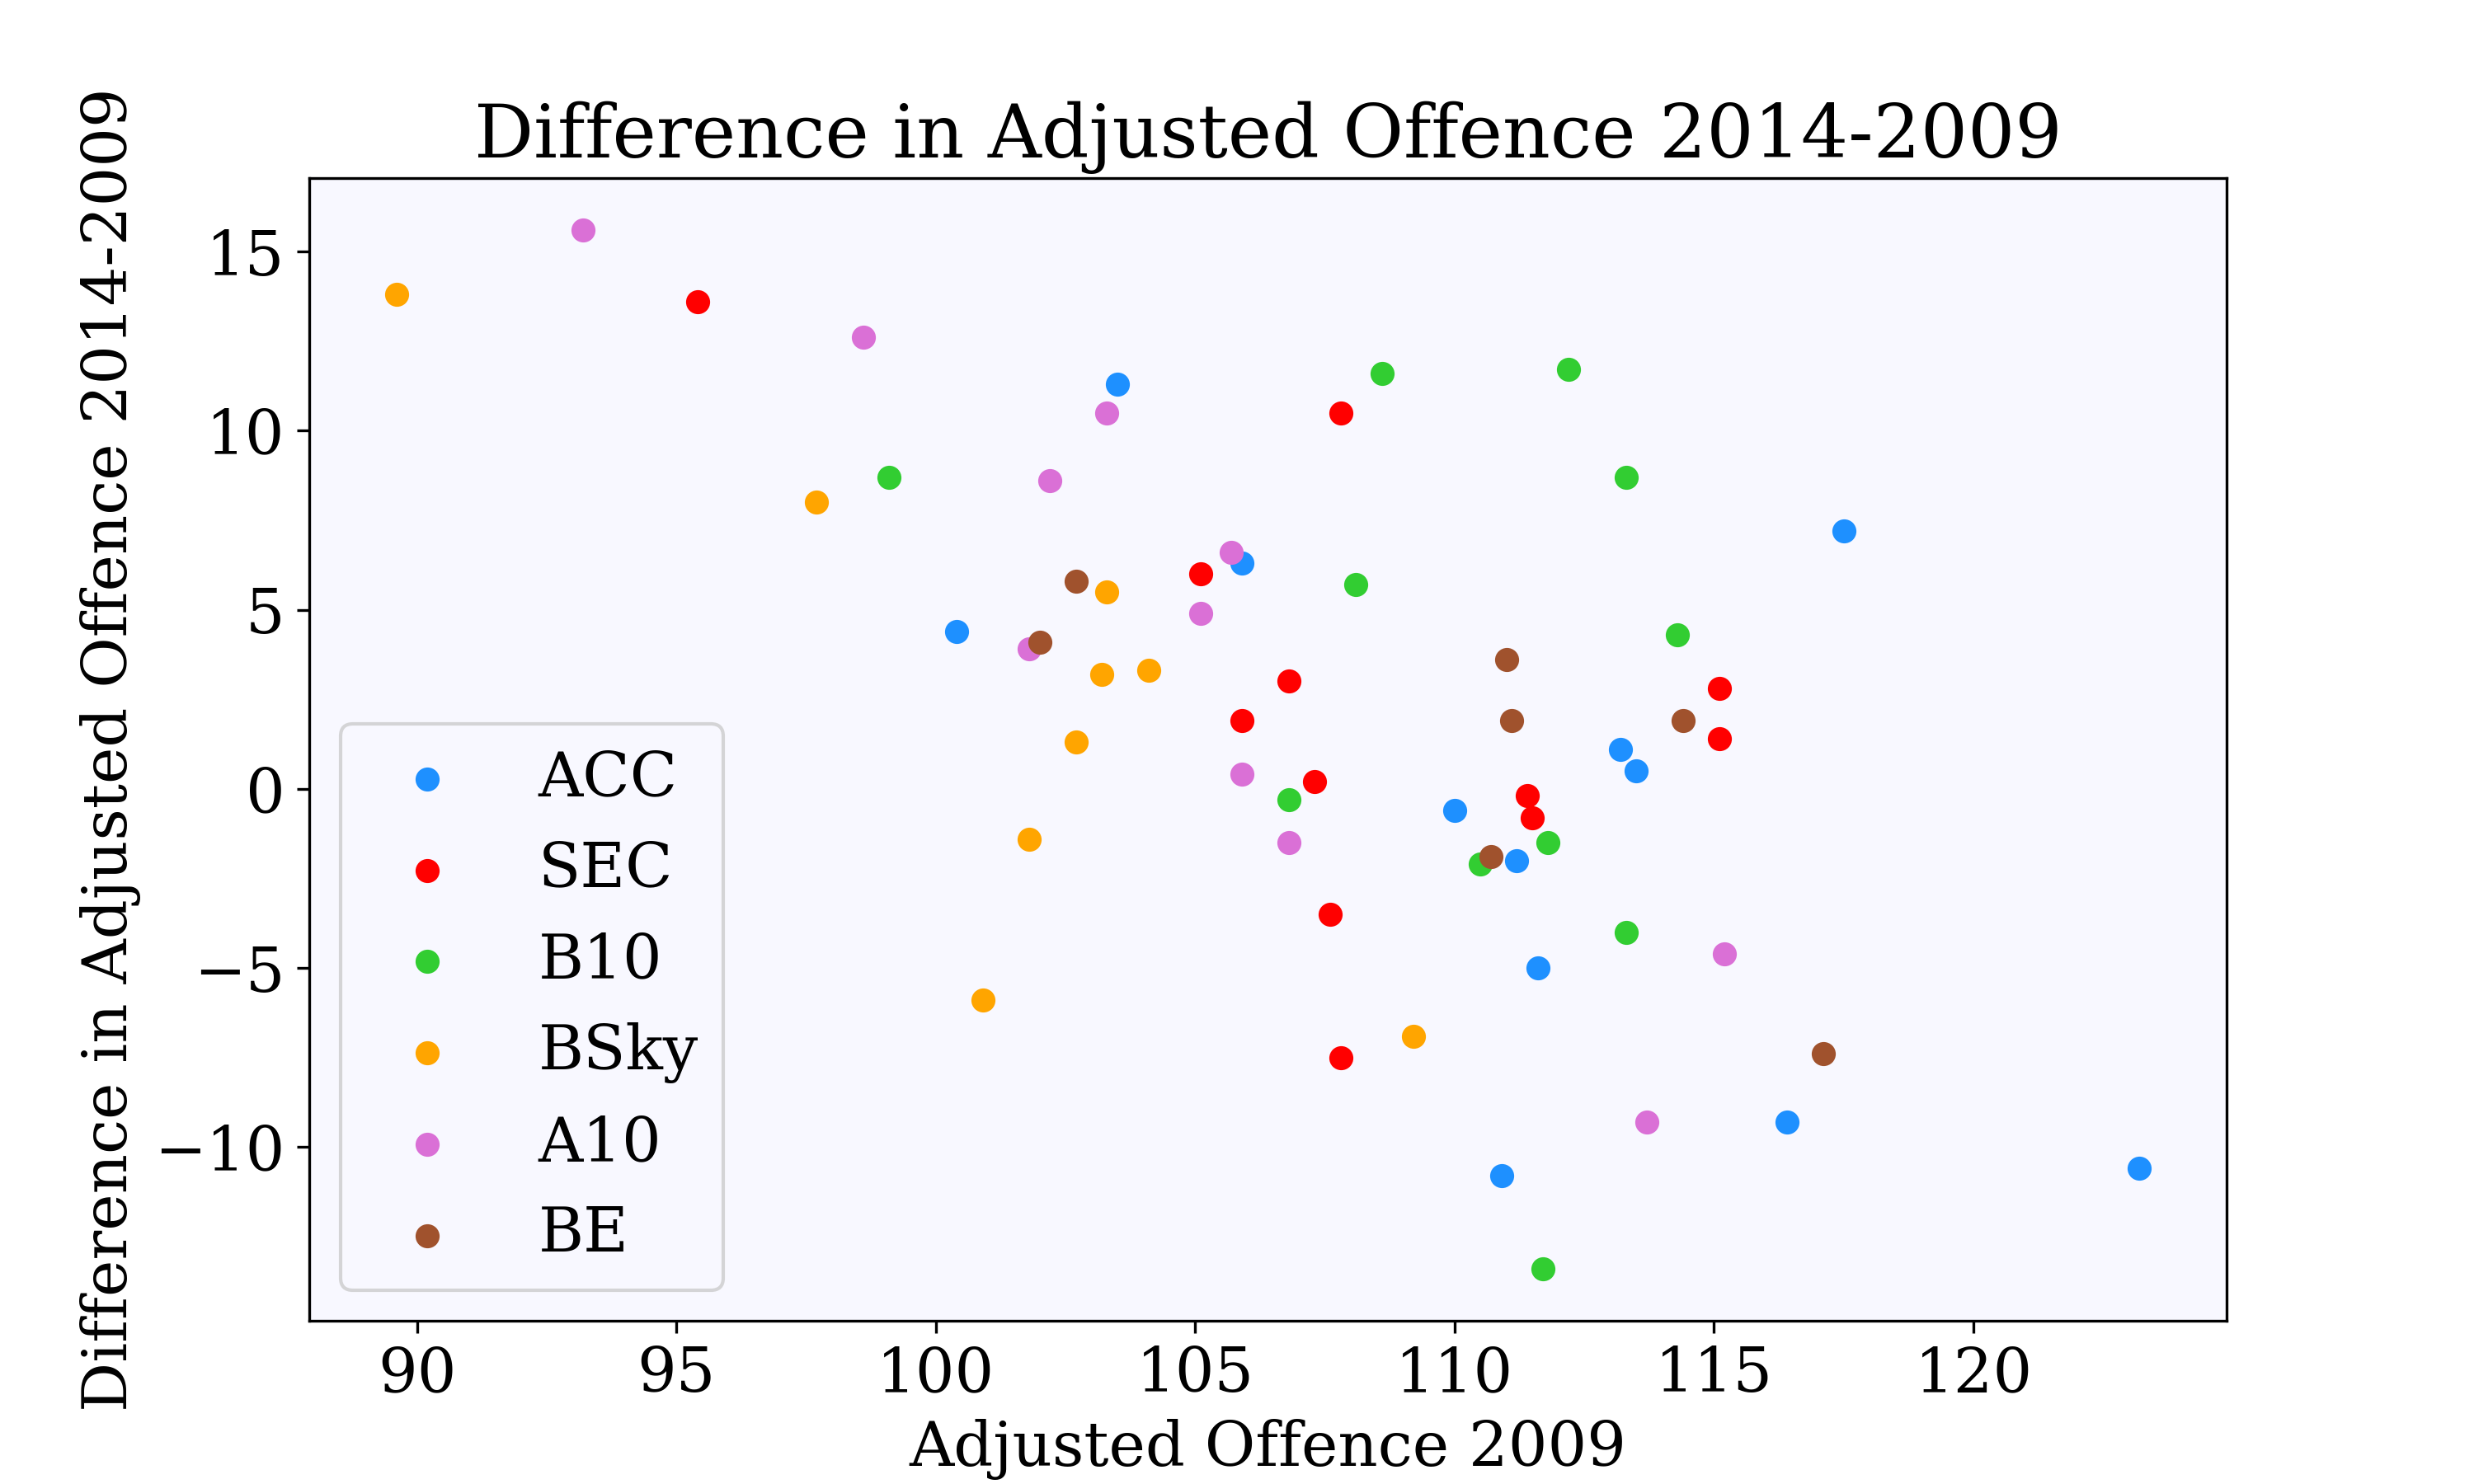 Difference in Adjusted Offence 2014-2009
Difference in Adjusted Offence 2014-2009
15
10
5
0
−5
−10
ACC
SEC
B10
BSky
A10
BE
90 95 100 105 110 115 120
Adjusted Offence 2009